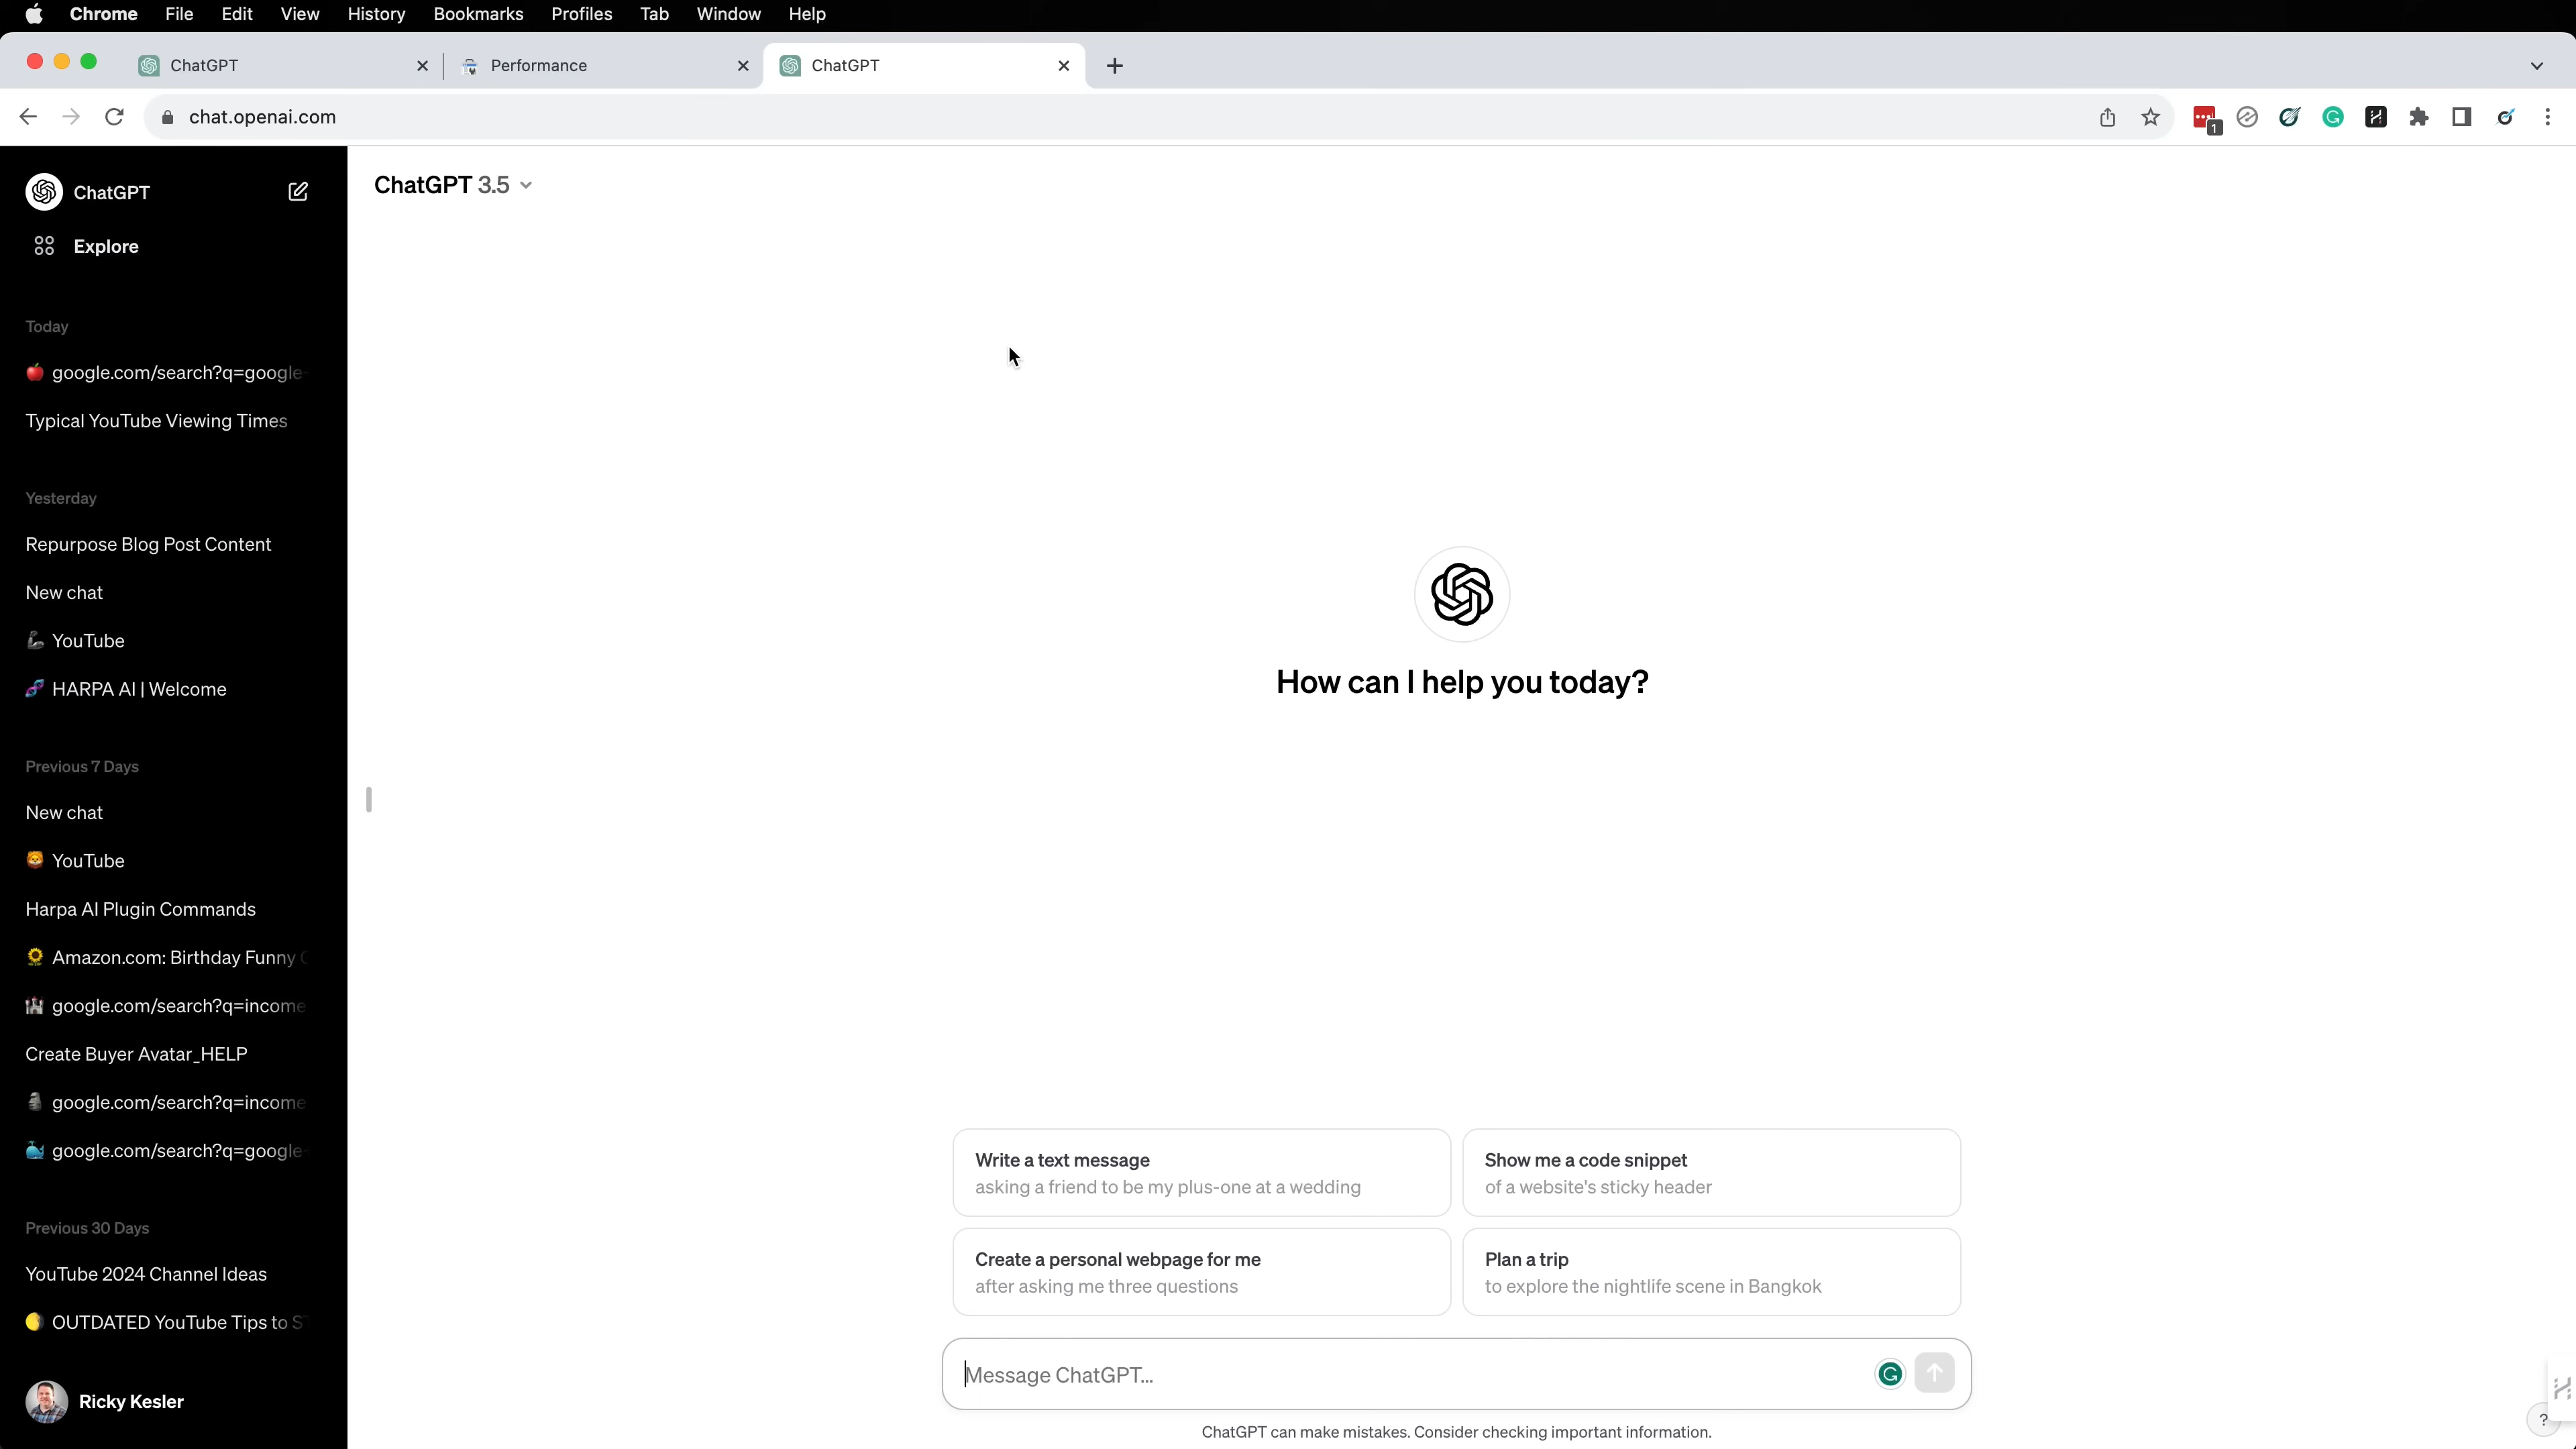 Chrome File Edit View History Bookmarks Profiles Tab Window Help
ChatGPT
Performance
ChatGPT
chat.openai.com
1
ChatGPT
Explore
Today
google.com/search?q=google-
Typical YouTube Viewing Times
Yesterday
Repurpose Blog Post Content
New chat
YouTube
HARPA AI | Welcome
Previous 7 Days
New chat
YouTube
Harpa AI Plugin Commands
Amazon.com: Birthday Funny
google.com/search?q=income
Create Buyer Avatar_HELP
google.com/search?q=income
google.com/search?q=google-
Previous 30 Days
YouTube 2024 Channel Ideas
OUTDATED YouTube Tips to
Ricky Kesler
ChatGPT 3.5
How can I help you today?
Write a text message
asking a friend to be my plus-one at a wedding
Show me a code snippet
of a website's sticky header
Create a personal webpage for me
after asking me three questions
Plan a trip
to explore the nightlife scene in Bangkok
Message ChatGPT...
ChatGPT can make mistakes. Consider checking important information.
?